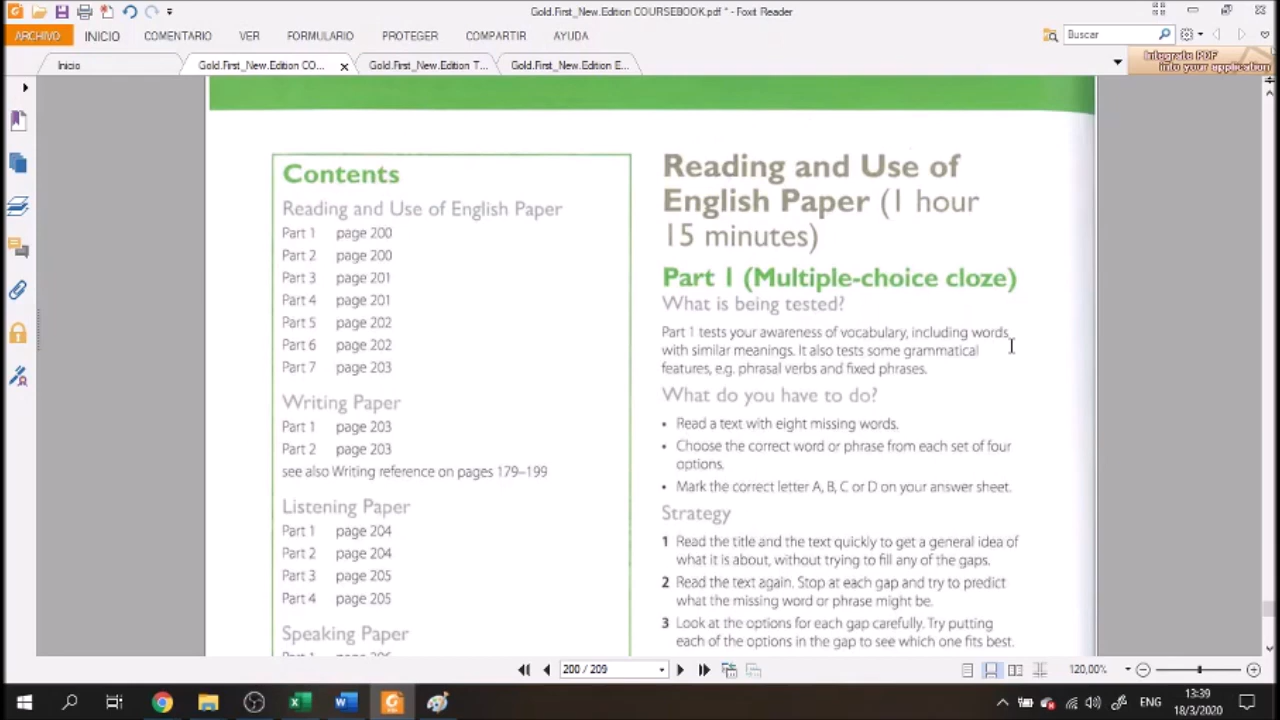 Gold.First_New.Edition COURSEBOOK.pdf * - Foxit Reader
ARCHIVO INICIO COMENTARIO VER FORMULARIO PROTEGER COMPARTIR AYUDA
Buscar
Inicio Gold.First_New.Edition CO... Gold.First_New.Edition T... Gold.First_New.Edition E...
Integrate PDF
into your application
Contents
Reading and Use of English Paper
Part 1 page 200
Part 2 page 200
Part 3 page 201
Part 4 page 201
Part 5 page 202
Part 6 page 202
Part 7 page 203
Writing Paper
Part 1 page 203
Part 2 page 203
see also Writing reference on pages 179–199
Listening Paper
Part 1 page 204
Part 2 page 204
Part 3 page 205
Part 4 page 205
Speaking Paper
Part 1 page 206
Reading and Use of
English Paper (1 hour
15 minutes)
Part 1 (Multiple-choice cloze)
What is being tested?
Part 1 tests your awareness of vocabulary, including words
with similar meanings. It also tests some grammatical
features, e.g. phrasal verbs and fixed phrases.
What do you have to do?
• Read a text with eight missing words.
• Choose the correct word or phrase from each set of four
options.
• Mark the correct letter A, B, C or D on your answer sheet.
Strategy
1 Read the title and the text quickly to get a general idea of
what it is about, without trying to fill any of the gaps.
2 Read the text again. Stop at each gap and try to predict
what the missing word or phrase might be.
3 Look at the options for each gap carefully. Try putting
each of the options in the gap to see which one fits best.
200 / 209
120,00%
ENG
13:39
18/3/2020